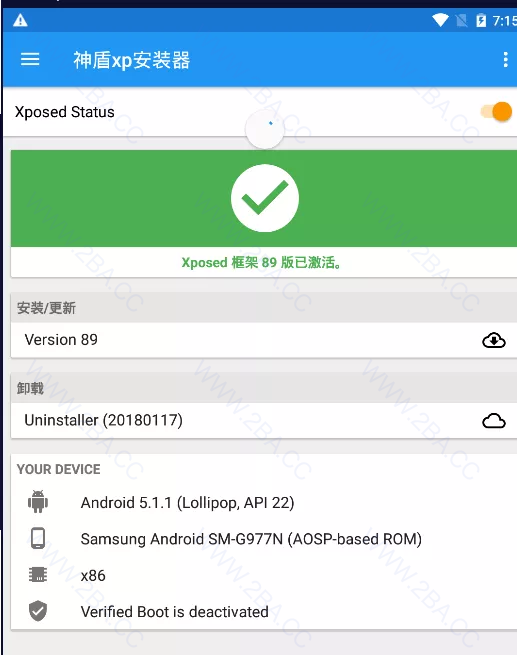 7:15
神盾xp安装器
Xposed Status
Xposed 框架 89 版已激活。
安装/更新
Version 89
卸载
Uninstaller (20180117)
YOUR DEVICE
Android 5.1.1 (Lollipop, API 22)
Samsung Android SM-G977N (AOSP-based ROM)
x86
Verified Boot is deactivated
WWW.2BA.CC